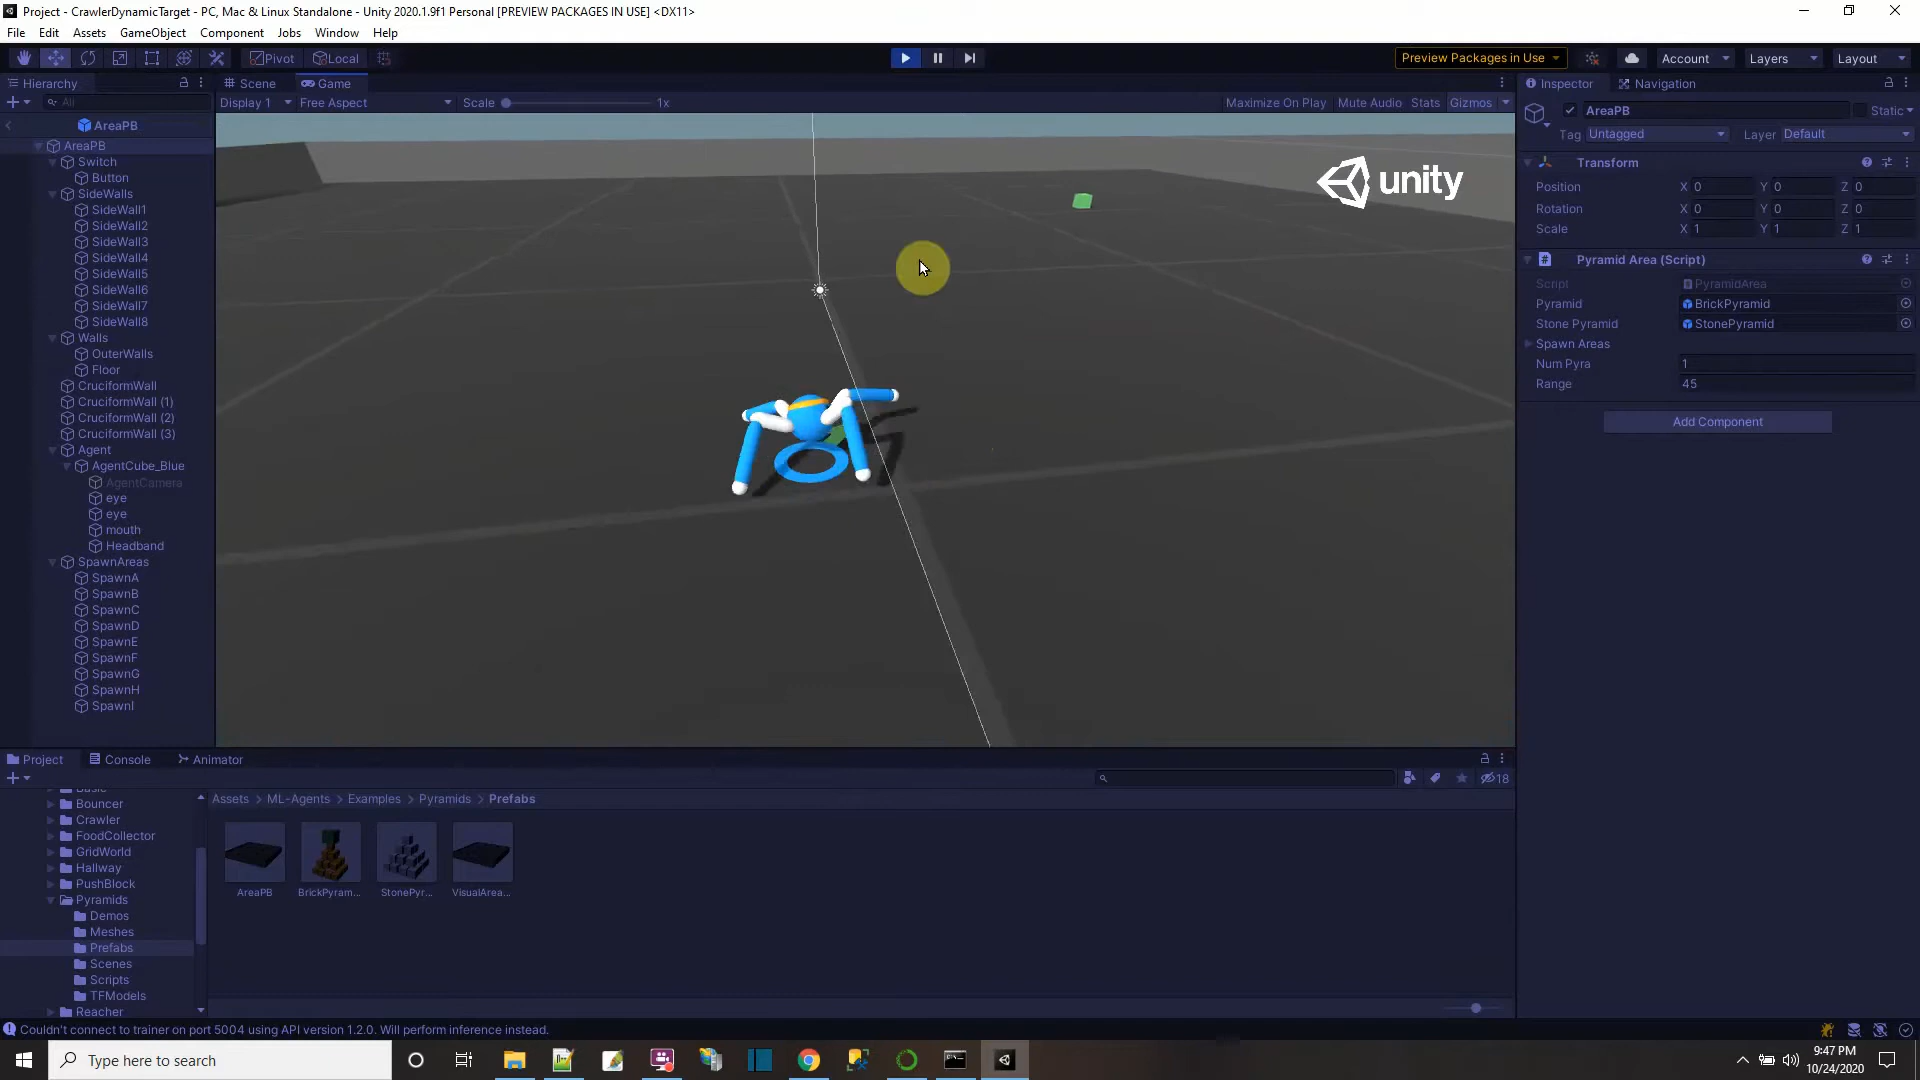 Project - CrawlerDynamicTarget - PC, Mac & Linux Standalone - Unity 2020.1.9f1 Personal [PREVIEW PACKAGES IN USE] <DX11>
File Edit Assets GameObject Component Jobs Window Help
Pivot Local Preview Packages in Use Account Layers Layout
Hierarchy Scene Game Inspector Navigation
All Display 1 Free Aspect Scale 1x Maximize On Play Mute Audio Stats Gizmos
AreaPB
AreaPB
Switch
Button
SideWalls
SideWall1
SideWall2
SideWall3
SideWall4
SideWall5
SideWall6
SideWall7
SideWall8
Walls
OuterWalls
Floor
CruciformWall
CruciformWall (1)
CruciformWall (2)
CruciformWall (3)
Agent
AgentCube_Blue
AgentCamera
eye
eye
mouth
Headband
SpawnAreas
SpawnA
SpawnB
SpawnC
SpawnD
SpawnE
SpawnF
SpawnG
SpawnH
SpawnI
unity
AreaPB Static
Tag Untagged Layer Default
Transform
Position X 0 Y 0 Z 0
Rotation X 0 Y 0 Z 0
Scale X 1 Y 1 Z 1
# Pyramid Area (Script)
Script PyramidArea
Pyramid BrickPyramid
Stone Pyramid StonePyramid
Spawn Areas
Num Pyra 1
Range 45
Add Component
Project Console Animator
18
Basic
Bouncer
Crawler
FoodCollector
GridWorld
Hallway
PushBlock
Pyramids
Demos
Meshes
Prefabs
Scenes
Scripts
TFModels
Reacher
Assets > ML-Agents > Examples > Pyramids > Prefabs
AreaPB BrickPyram... StonePyr... VisualArea...
Couldn't connect to trainer on port 5004 using API version 1.2.0. Will perform inference instead.
Type here to search
9:47 PM
10/24/2020